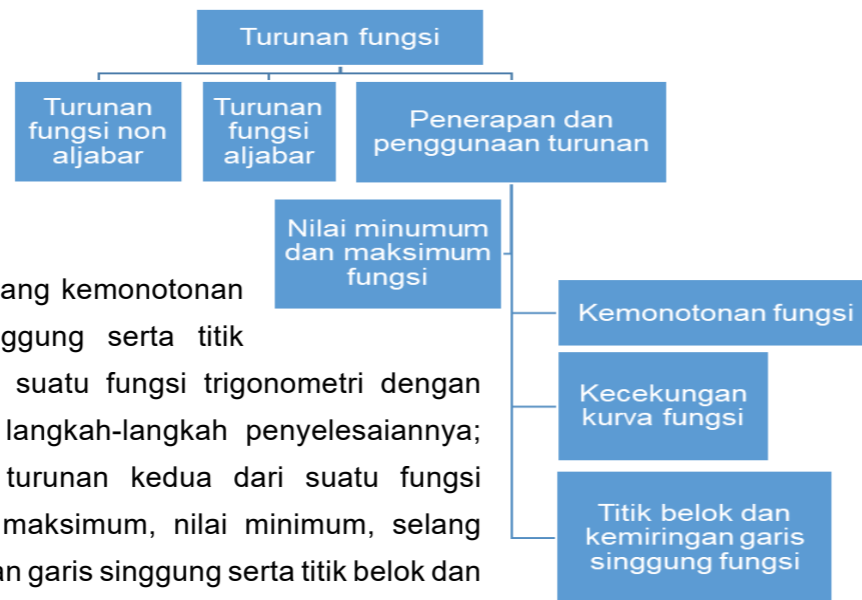 Turunan fungsi
Turunan
fungsi non
aljabar
Turunan
fungsi
aljabar
Penerapan dan
penggunaan turunan
Nilai minumum
dan maksimum
fungsi
Kemonotonan fungsi
Kecekungan
kurva fungsi
Titik belok dan
kemiringan garis
singgung fungsi
ang kemonotonan
ggung serta titik
suatu fungsi trigonometri dengan
langkah-langkah penyelesaiannya;
turunan kedua dari suatu fungsi
maksimum, nilai minimum, selang
an garis singgung serta titik belok dan